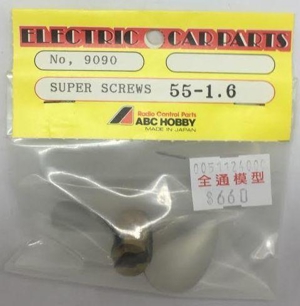 ELECTRIC CAR PARTS
No, 9090
SUPER SCREWS 55-1.6
Radio Control Parts
ABC HOBBY
MADE IN JAPAN
全通模型
$660